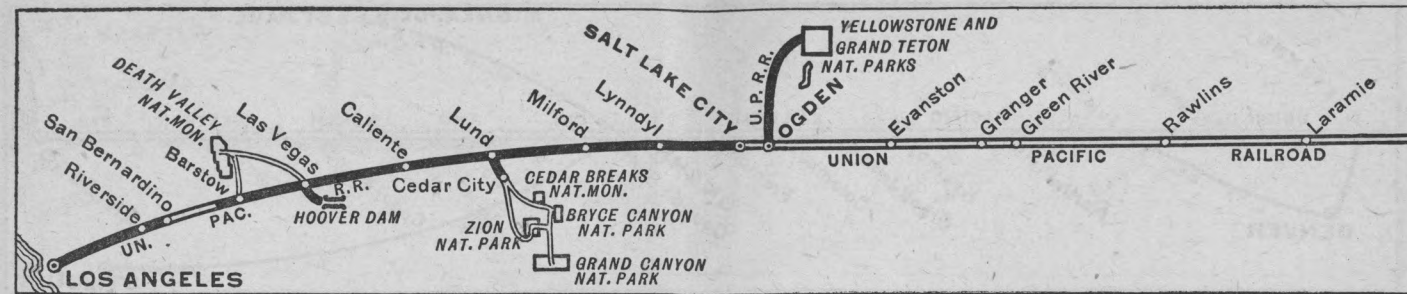 YELLOWSTONE AND
GRAND TETON
NAT. PARKS
SALT LAKE CITY
U.P. R.R.
OGDEN
DEATH VALLEY
NAT. MON.
Las Vegas
Caliente
Lund
Milford
Lynndyl
Evanston
Granger
Green River
Rawlins
Laramie
San Bernardino
Riverside
Barstow
UNION
PACIFIC
RAILROAD
UN.
PAC.
R.R.
HOOVER DAM
Cedar City
CEDAR BREAKS
NAT. MON.
BRYCE CANYON
NAT. PARK
ZION
NAT. PARK
GRAND CANYON
NAT. PARK
LOS ANGELES
DENVER